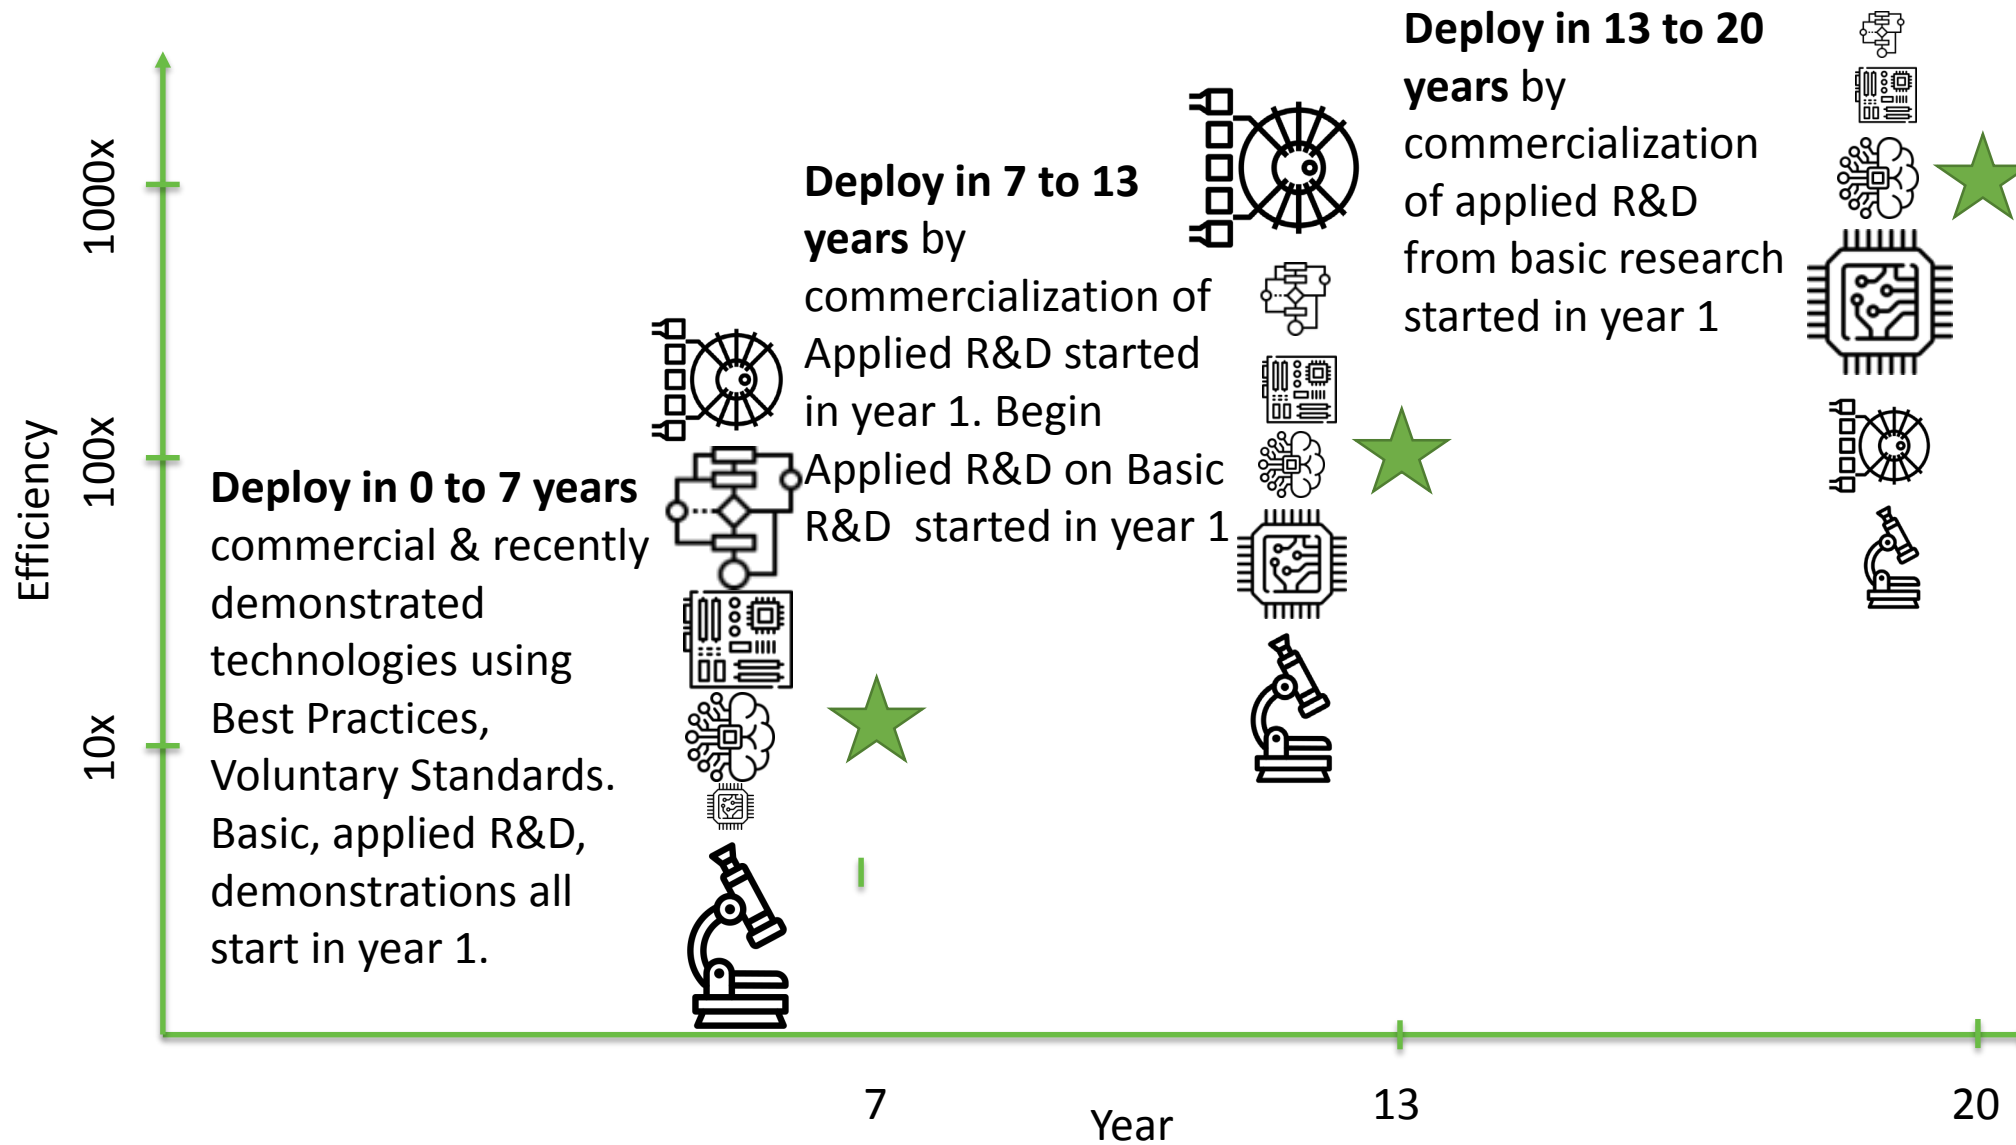 Efficiency
1000x
100x
10x
Deploy in 0 to 7 years
commercial & recently
demonstrated
technologies using
Best Practices,
Voluntary Standards.
Basic, applied R&D,
demonstrations all
start in year 1.
Deploy in 7 to 13
years by
commercialization of
Applied R&D started
in year 1. Begin
Applied R&D on Basic
R&D  started in year 1
Deploy in 13 to 20
years by
commercialization
of applied R&D
from basic research
started in year 1
7
13
20
Year